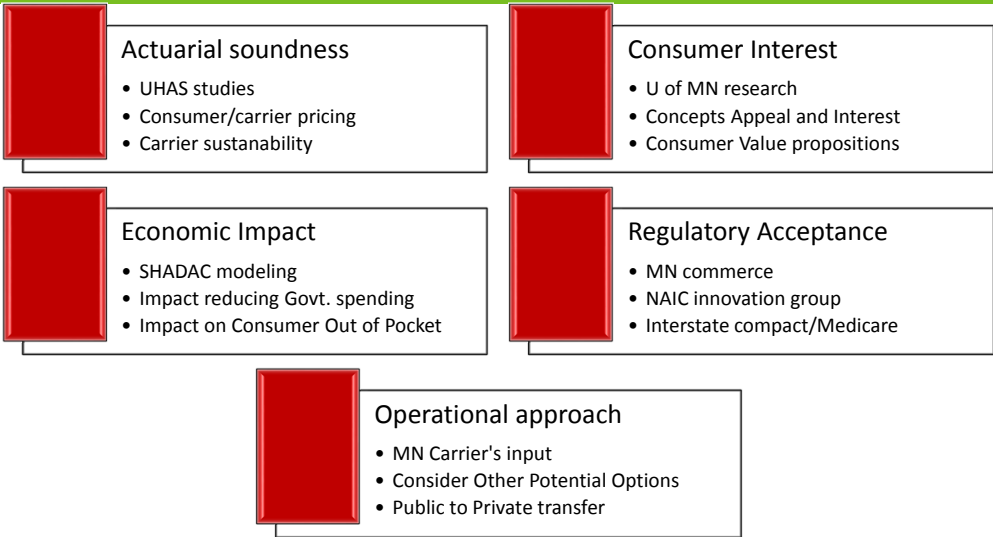 Actuarial soundness
• UHAS studies
• Consumer/carrier pricing
• Carrier sustanability
Consumer Interest
• U of MN research
• Concepts Appeal and Interest
• Consumer Value propositions
Economic Impact
• SHADAC modeling
• Impact reducing Govt. spending
• Impact on Consumer Out of Pocket
Regulatory Acceptance
• MN commerce
• NAIC innovation group
• Interstate compact/Medicare
Operational approach
• MN Carrier's input
• Consider Other Potential Options
• Public to Private transfer